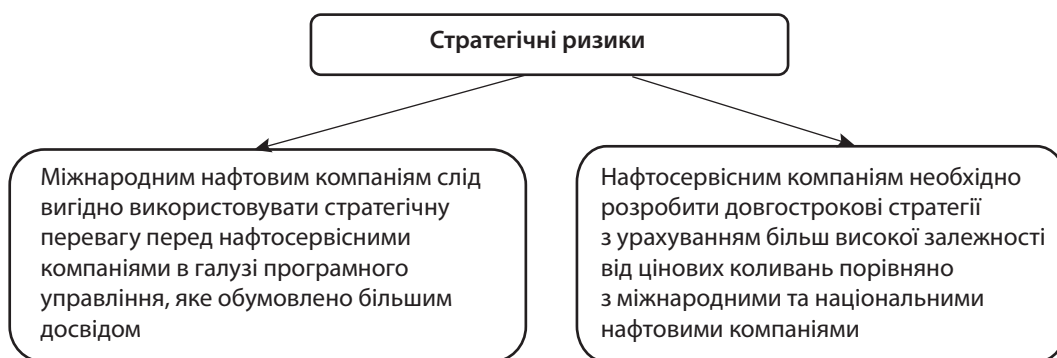 Стратегічні ризики
Міжнародним нафтовим компаніям слід
вигідно використовувати стратегічну
перевагу перед нафтосервісними
компаніями в галузі програмного
управління, яке обумовлено більшим
досвідом
Нафтосервісним компаніям необхідно
розробити довгострокові стратегії
з урахуванням більш високої залежності
від цінових коливань порівняно
з міжнародними та національними
нафтовими компаніями